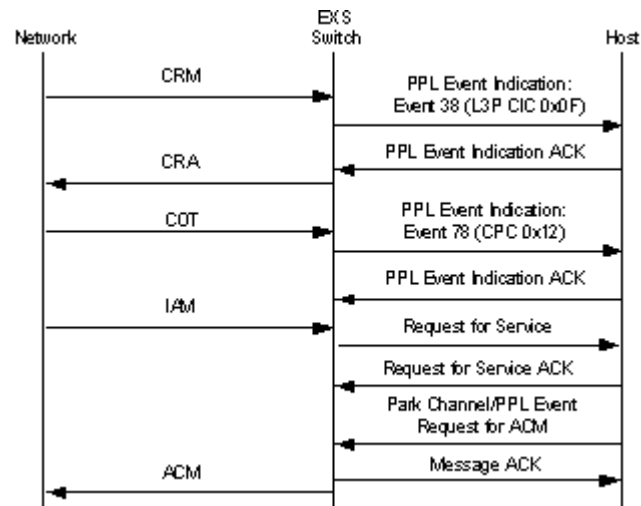 EXS
Network Switch Host
CRM
PPL Event Indication:
Event 38 (L3P CIC 0x0F)
PPL Event Indication ACK
CRA
PPL Event Indication:
COT
Event 78 (CPC 0x12)
PPL Event Indication ACK
IAM
Request for Service
Request for Service ACK
Park Channel/PPL Event
Request for ACM
Message ACK
ACM